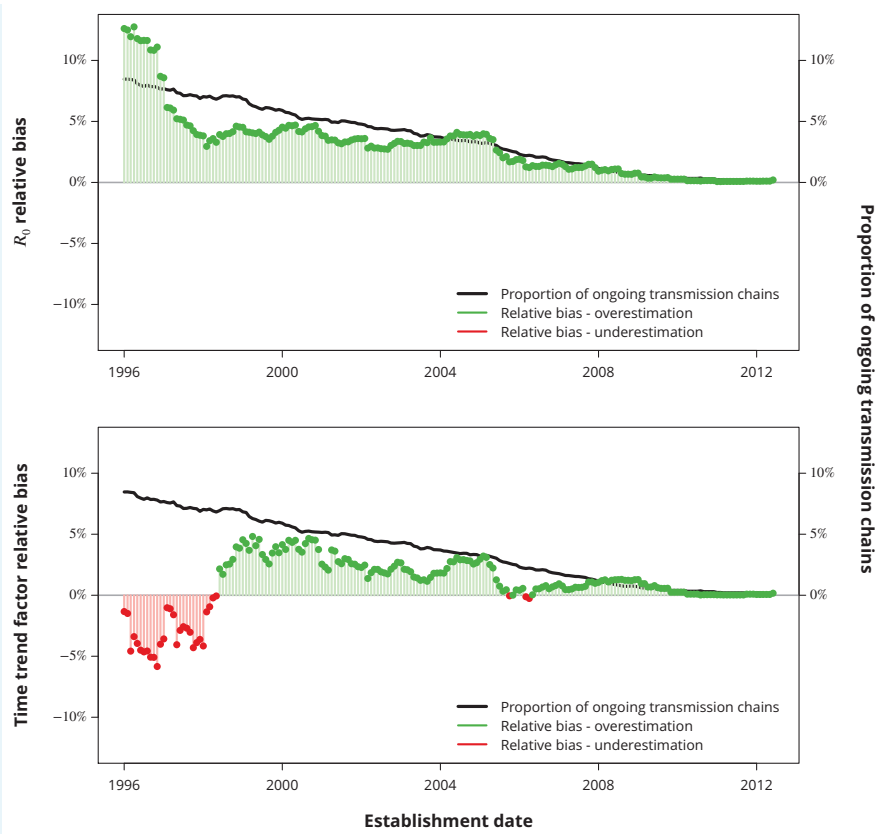 10%
5%
0%
−5%
−10%
10%
5%
0%
R0 relative bias
Proportion of ongoing transmission chains
Relative bias - overestimation
Relative bias - underestimation
1996
2000
2004
2008
2012
Proportion of ongoing transmission chains
10%
5%
0%
−5%
−10%
10%
5%
0%
Time trend factor relative bias
Proportion of ongoing transmission chains
Relative bias - overestimation
Relative bias - underestimation
1996
2000
2004
2008
2012
Establishment date